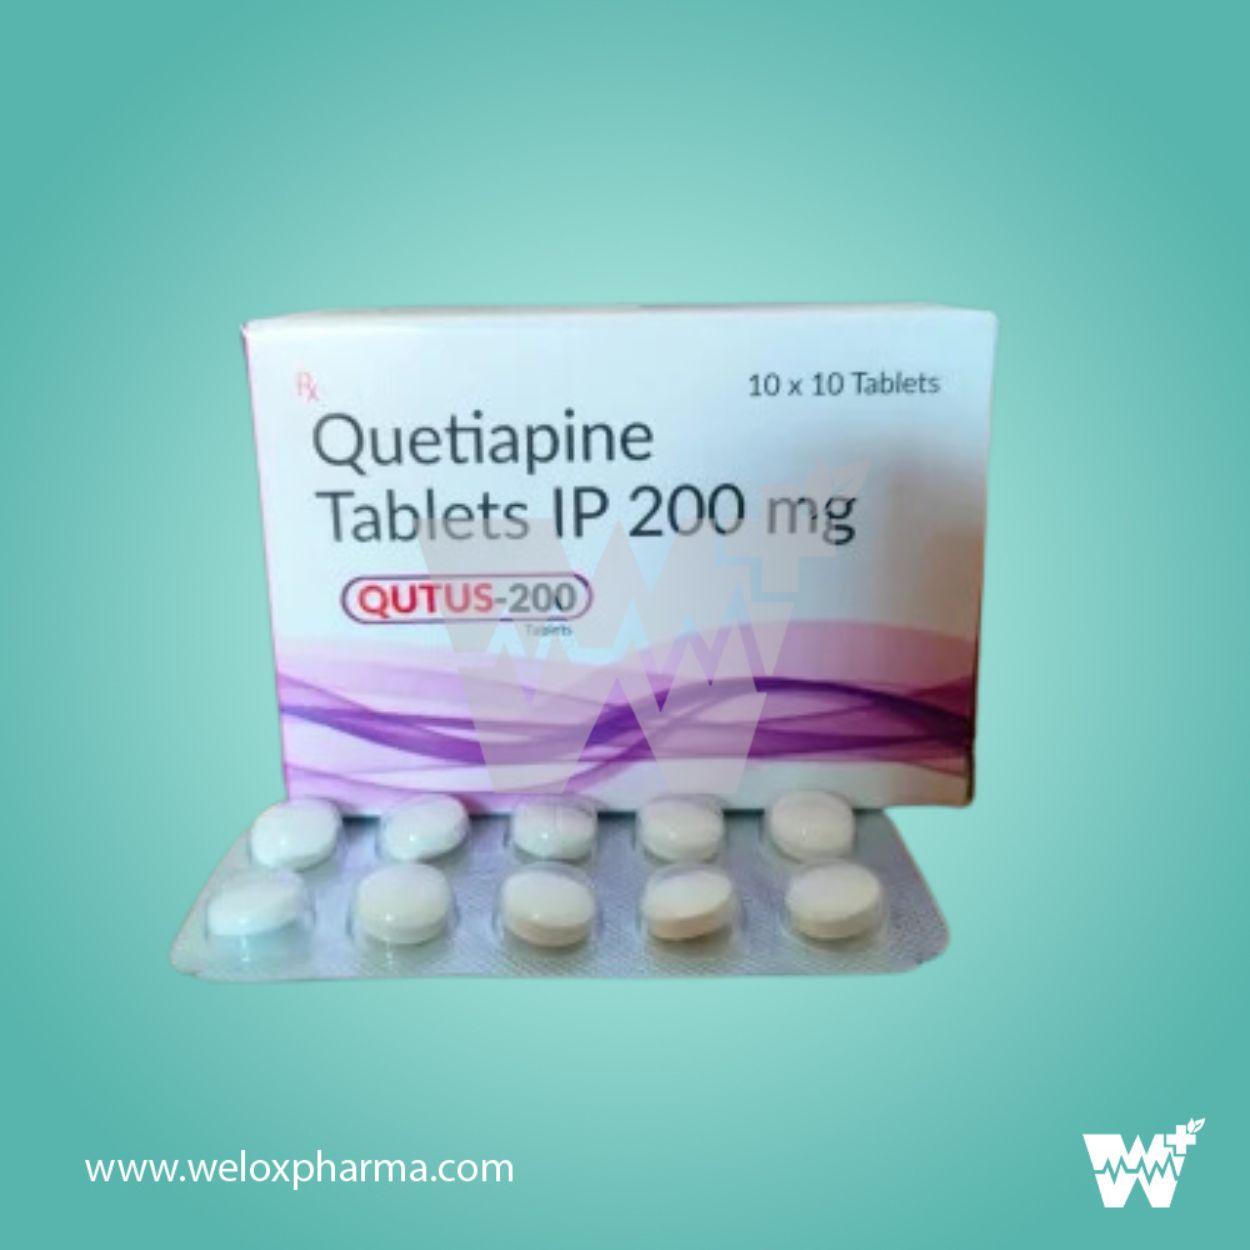 Rx
10 x 10 Tablets
Quetiapine
Tablets IP 200 mg
QUTUS-200
Tablets
www.weloxpharma.com